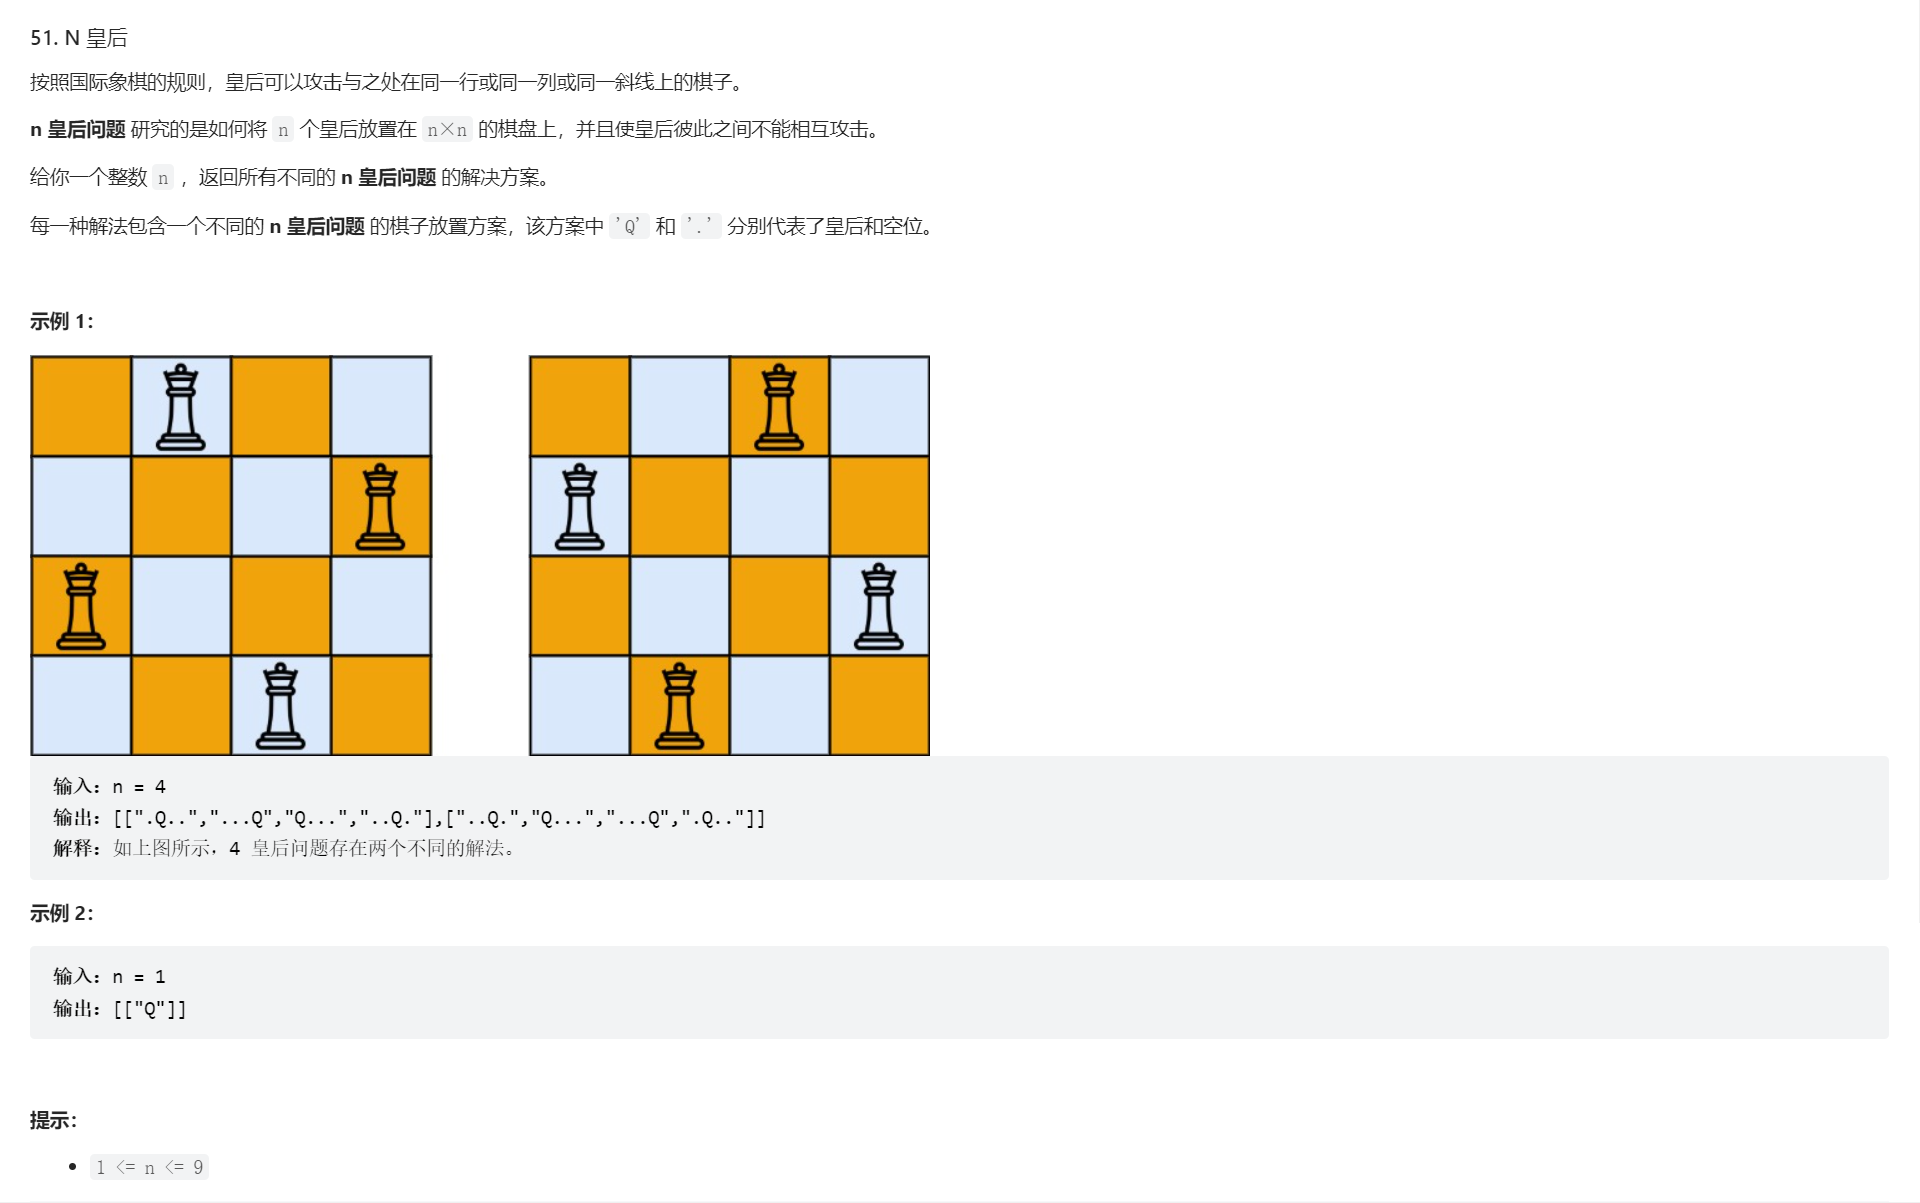 51. N 皇后
按照国际象棋的规则，皇后可以攻击与之处在同一行或同一列或同一斜线上的棋子。
n 皇后问题 研究的是如何将 n 个皇后放置在 n×n 的棋盘上，并且使皇后彼此之间不能相互攻击。
给你一个整数 n ，返回所有不同的 n 皇后问题 的解决方案。
每一种解法包含一个不同的 n 皇后问题 的棋子放置方案，该方案中 'Q' 和 '.' 分别代表了皇后和空位。
示例 1：
输入：n = 4
输出：[[".Q..","...Q","Q...","..Q."],["..Q.","Q...","...Q",".Q.."]]
解释：如上图所示，4 皇后问题存在两个不同的解法。
示例 2：
输入：n = 1
输出：[["Q"]]
提示：
• 1 <= n <= 9